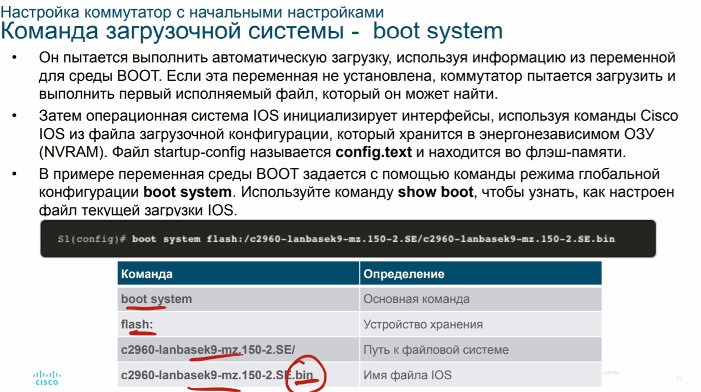 Настройка коммутатор с начальными настройками
Команда загрузочной системы - boot system
• Он пытается выполнить автоматическую загрузку, используя информацию из переменной
для среды BOOT. Если эта переменная не установлена, коммутатор пытается загрузить и
выполнить первый исполняемый файл, который он может найти.
• Затем операционная система IOS инициализирует интерфейсы, используя команды Cisco
IOS из файла загрузочной конфигурации, который хранится в энергонезависимом ОЗУ
(NVRAM). Файл startup-config называется config.text и находится во флэш-памяти.
• В примере переменная среды BOOT задается с помощью команды режима глобальной
конфигурации boot system. Используйте команду show boot, чтобы узнать, как настроен
файл текущей загрузки IOS.
S1(config)# boot system flash:/c2960-lanbasek9-mz.150-2.SE/c2960-lanbasek9-mz.150-2.SE.bin
Команда Определение
boot system Основная команда
flash: Устройство хранения
c2960-lanbasek9-mz.150-2.SE/ Путь к файловой системе
c2960-lanbasek9-mz.150-2.SE.bin Имя файла IOS
CISCO